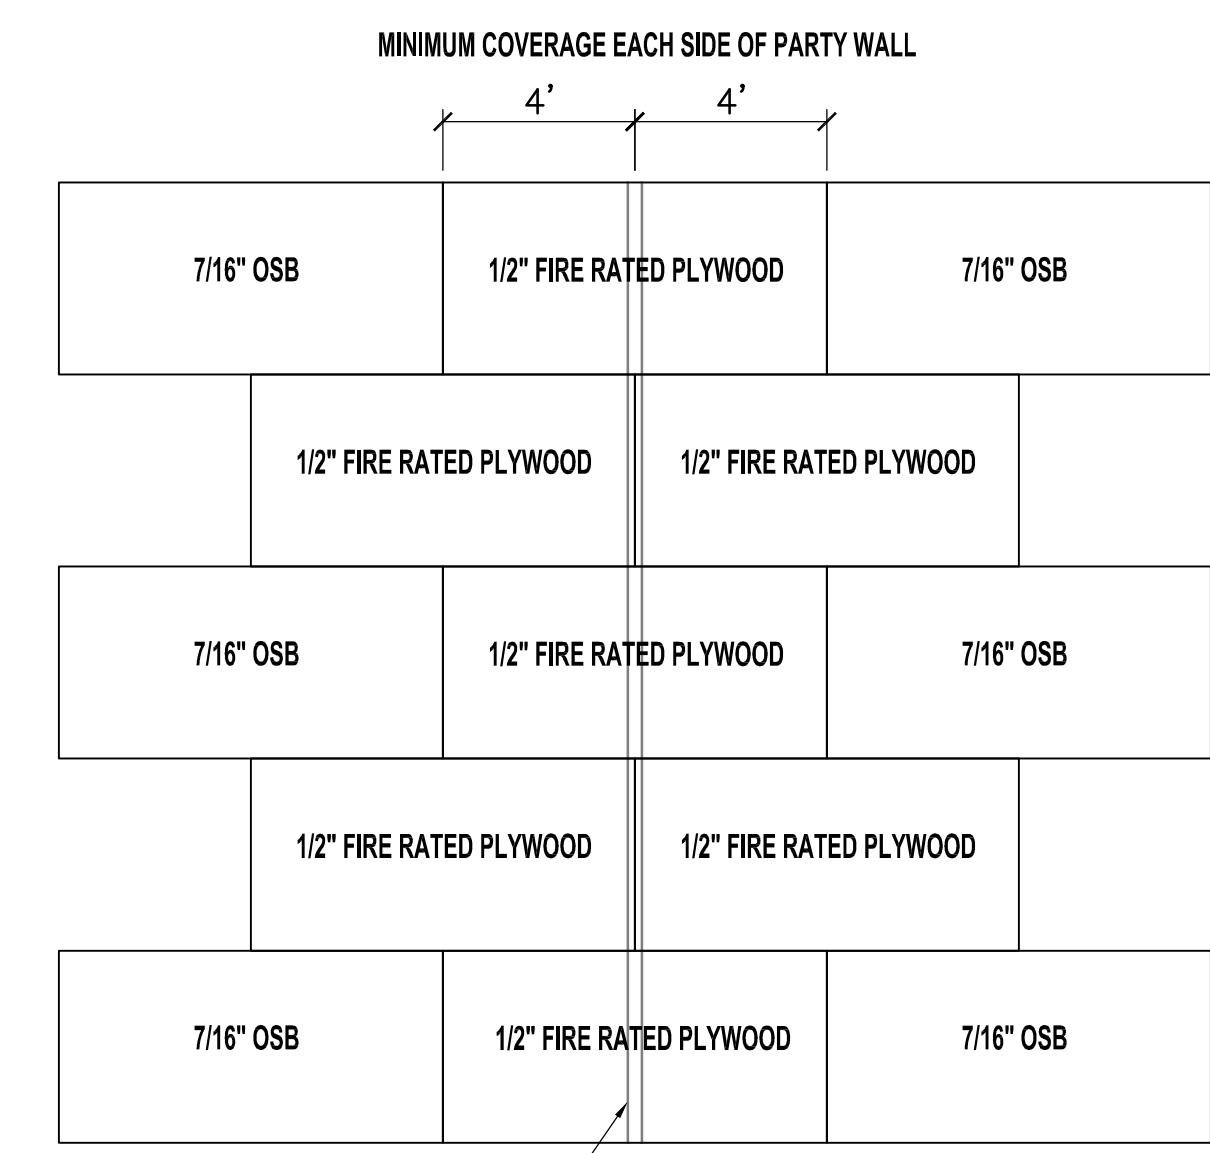 MINIMUM COVERAGE EACH SIDE OF PARTY WALL
4’ 4’
7/16" OSB 1/2" FIRE RATED PLYWOOD 7/16" OSB
1/2" FIRE RATED PLYWOOD 1/2" FIRE RATED PLYWOOD
7/16" OSB 1/2" FIRE RATED PLYWOOD 7/16" OSB
1/2" FIRE RATED PLYWOOD 1/2" FIRE RATED PLYWOOD
7/16" OSB 1/2" FIRE RATED PLYWOOD 7/16" OSB